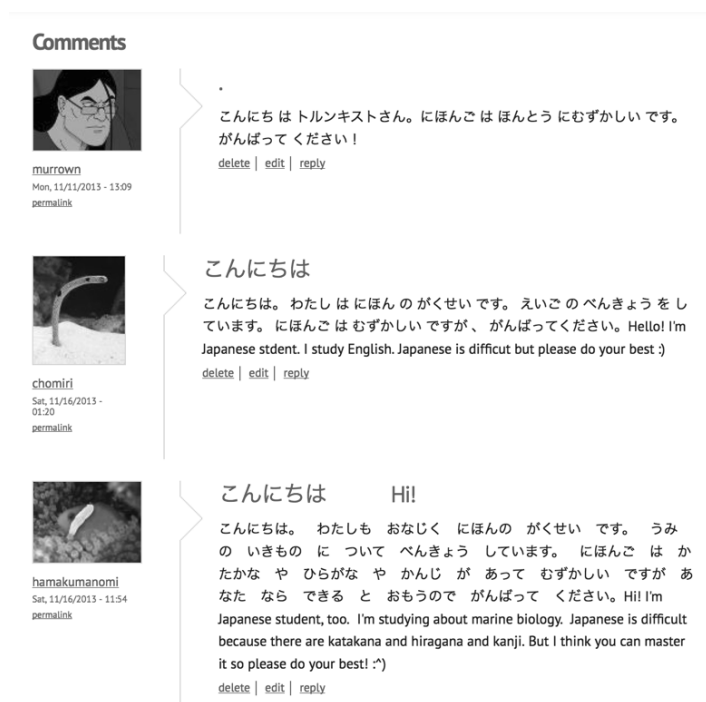 Comments
.
こんにち は トルンキストさん。にほんご は ほんとう にむずかしい です。
がんばって ください！
delete | edit | reply
murrown
Mon, 11/11/2013 - 13:09
permalink
こんにちは
こんにちは。 わたし は にほん の がくせい です。 えいご の べんきょう を し
ています。 にほんご は むずかしい ですが 、 がんばってください。Hello! I'm
Japanese stdent. I study English. Japanese is difficut but please do your best :)
delete | edit | reply
chomiri
Sat, 11/16/2013 -
01:20
permalink
こんにちは　　Hi!
こんにちは。　わたしも　おなじく　にほんの　がくせい　です。　うみ
の　いきもの　に　ついて　べんきょう　しています。　にほんご　は　か
たかな　や　ひらがな　や　かんじ　が　あって　むずかしい　ですが　あ
なた　なら　できる　と　おもうので　がんばって　ください。Hi! I'm
Japanese student, too.  I'm studying about marine biology.  Japanese is difficult
because there are katakana and hiragana and kanji. But I think you can master
it so please do your best! :^)
delete | edit | reply
hamakumanomi
Sat, 11/16/2013 - 11:54
permalink